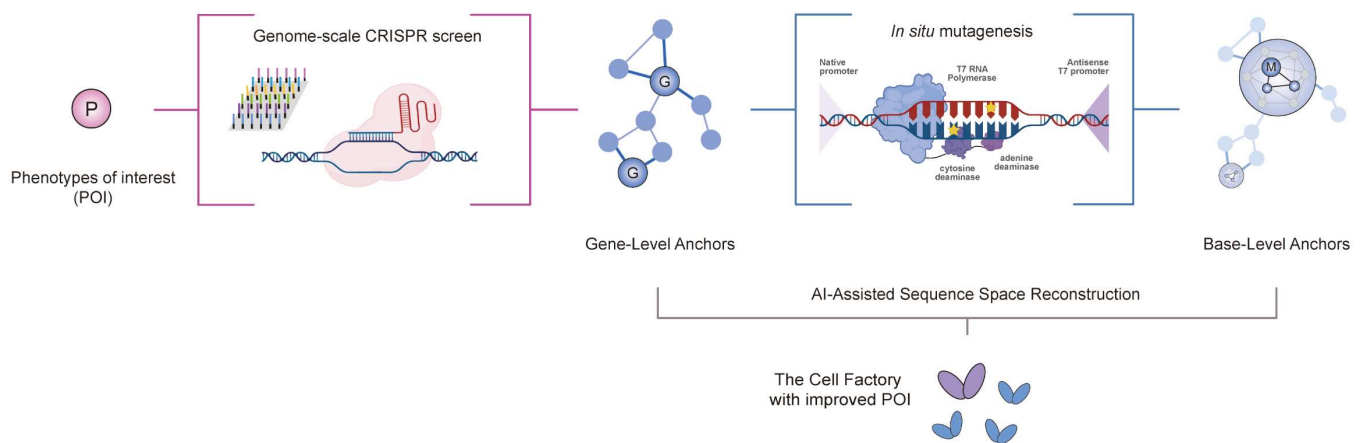 Genome-scale CRISPR screen
P
Phenotypes of interest
(POI)
G
G
Gene-Level Anchors
In situ mutagenesis
Native
promoter
T7 RNA
Polymerase
Antisense
T7 promoter
cytosine
deaminase
adenine
deaminase
M
Base-Level Anchors
AI-Assisted Sequence Space Reconstruction
The Cell Factory
with improved POI